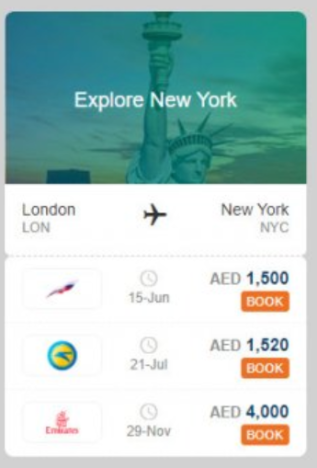 Explore New York
London New York
LON NYC
AED 1,500
15-Jun BOOK
AED 1,520
21-Jul BOOK
AED 4,000
Emirates 29-Nov BOOK